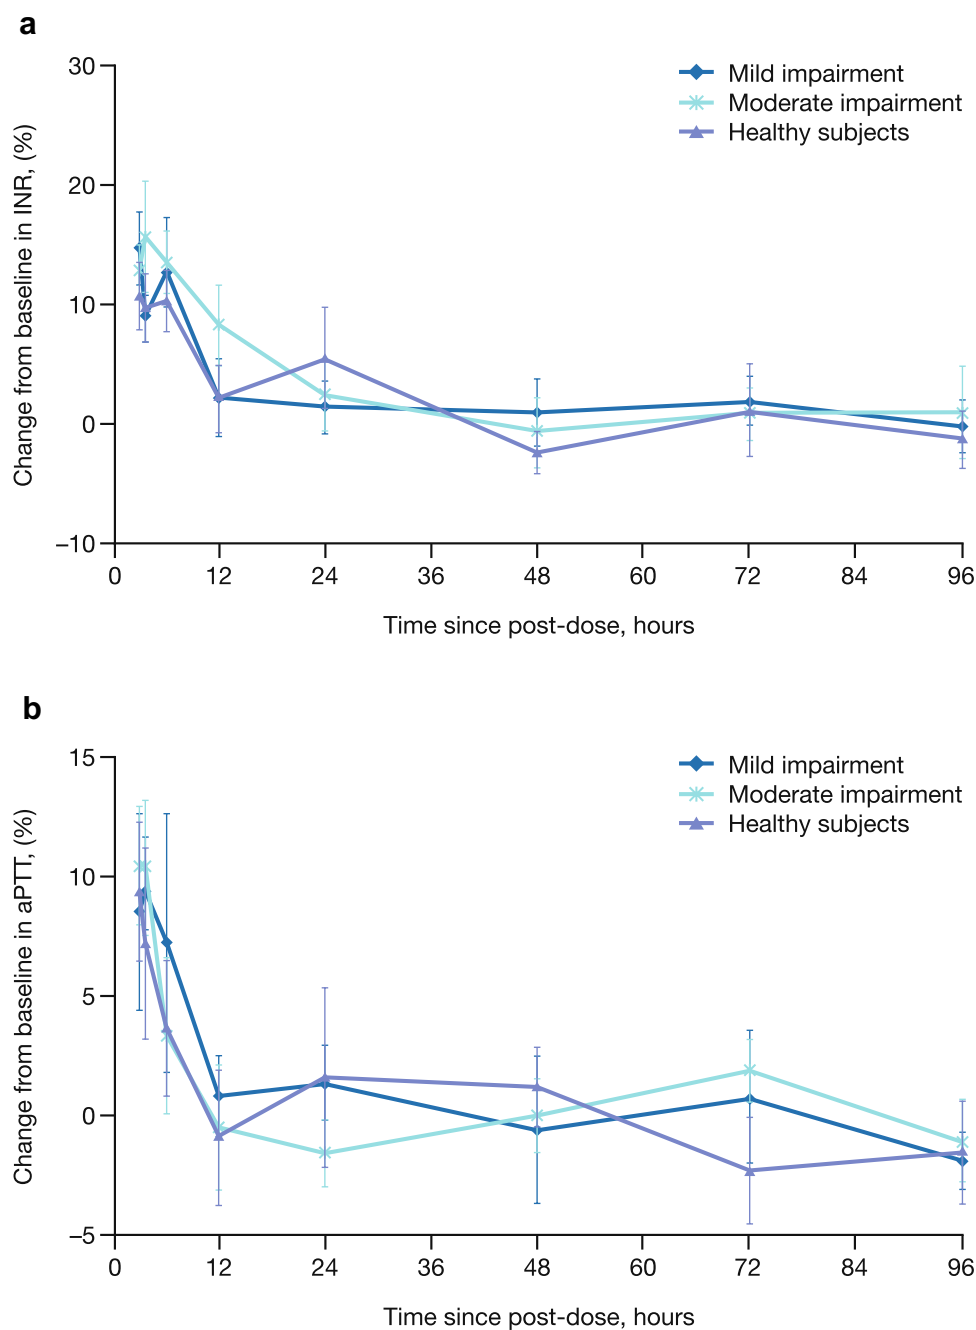 a
Change from baseline in INR, (%)
30
20
10
0
–10
Mild impairment
Moderate impairment
Healthy subjects
0 12 24 36 48 60 72 84 96
Time since post-dose, hours
b
Change from baseline in aPTT, (%)
15
10
5
0
–5
Mild impairment
Moderate impairment
Healthy subjects
0 12 24 36 48 60 72 84 96
Time since post-dose, hours